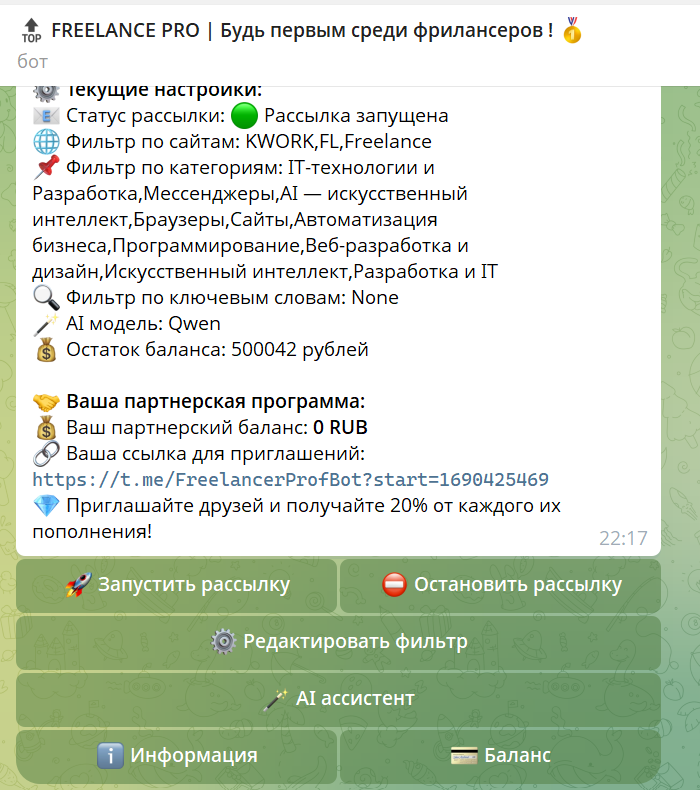 TOP FREELANCE PRO | Будь первым среди фрилансеров !
бот
Текущие настройки:
Статус рассылки: Рассылка запущена
Фильтр по сайтам: KWORK,FL,Freelance
Фильтр по категориям: IT-технологии и
Разработка,Мессенджеры,AI — искусственный
интеллект,Браузеры,Сайты,Автоматизация
бизнеса,Программирование,Веб-разработка и
дизайн,Искусственный интеллект,Разработка и IT
Фильтр по ключевым словам: None
AI модель: Qwen
Остаток баланса: 500042 рублей
Ваша партнерская программа:
Ваш партнерский баланс: 0 RUB
Ваша ссылка для приглашений:
https://t.me/FreelancerProfBot?start=1690425469
Приглашайте друзей и получайте 20% от каждого их
пополнения!
22:17
Запустить рассылку
Остановить рассылку
Редактировать фильтр
AI ассистент
Информация
Баланс